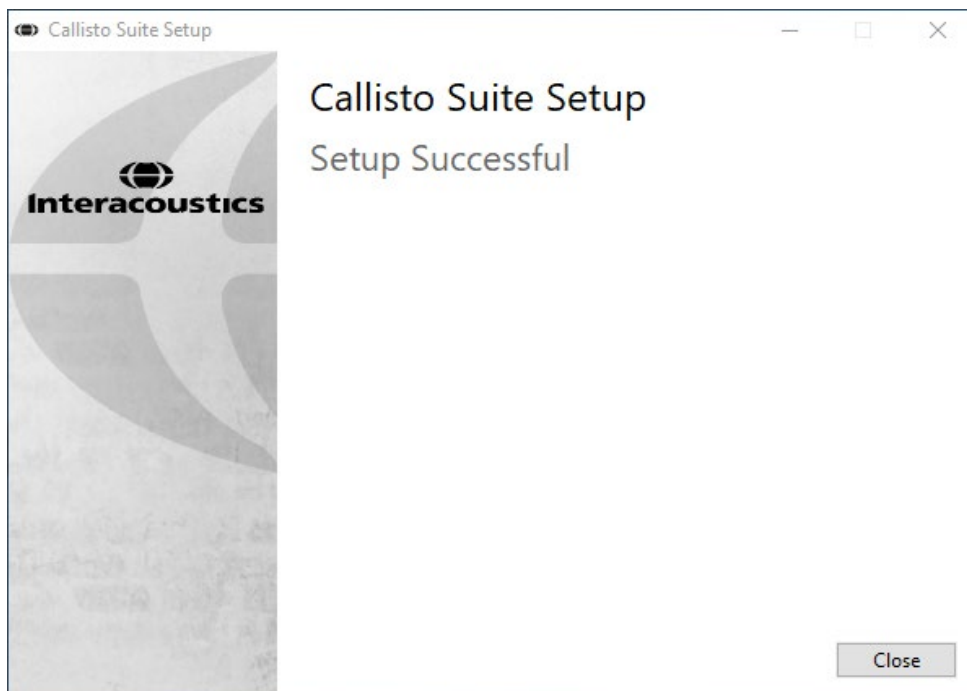 Callisto Suite Setup
Callisto Suite Setup
Setup Successful
Interacoustics
Close